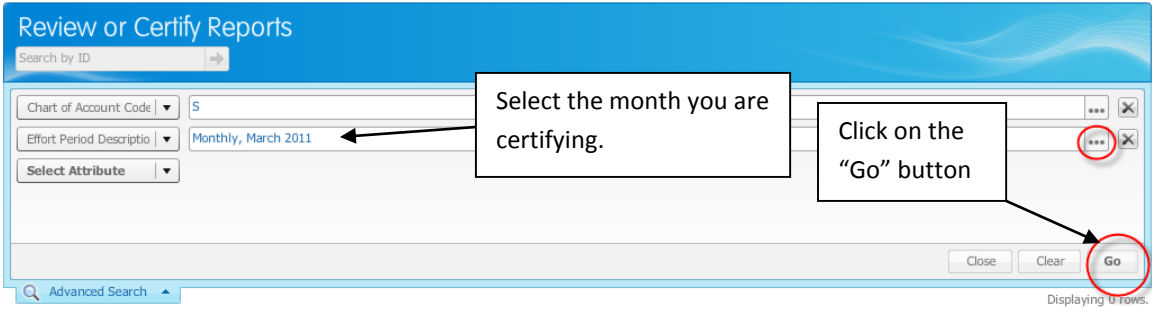 Review or Certify Reports
Search by ID
Chart of Account Code
S
Effort Period Descriptio
Monthly, March 2011
Select Attribute
Select the month you are
certifying.
Click on the
“Go” button
Close
Clear
Go
Advanced Search
Displaying 0 rows.